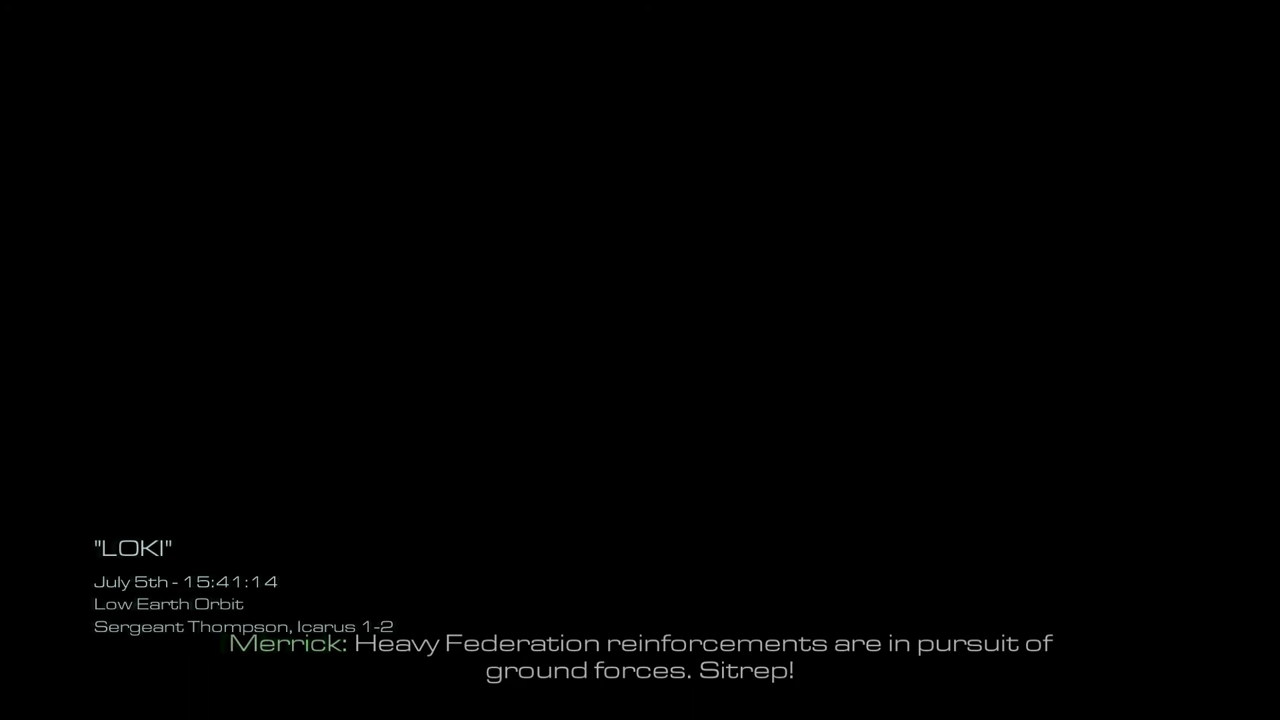 "LOKI"
July 5th - 15:41:14
Low Earth Orbit
Sergeant Thompson, Icarus 1-2
Merrick: Heavy Federation reinforcements are in pursuit of
ground forces. Sitrep!